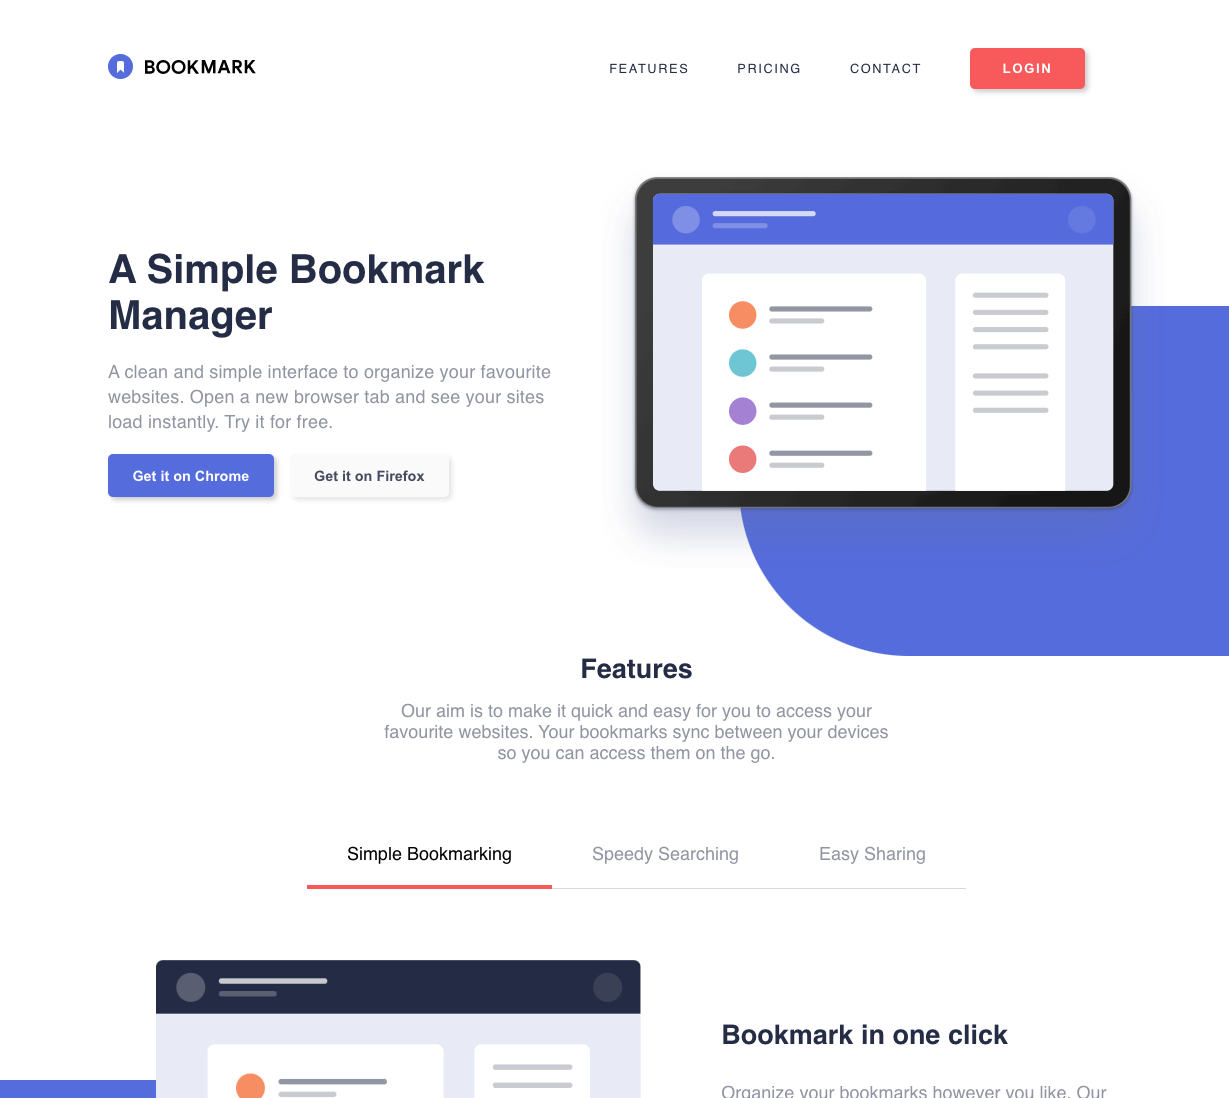 BOOKMARK
FEATURES PRICING CONTACT LOGIN
A Simple Bookmark
Manager
A clean and simple interface to organize your favourite
websites. Open a new browser tab and see your sites
load instantly. Try it for free.
Get it on Chrome Get it on Firefox
Features
Our aim is to make it quick and easy for you to access your
favourite websites. Your bookmarks sync between your devices
so you can access them on the go.
Simple Bookmarking Speedy Searching Easy Sharing
Bookmark in one click
Organize your bookmarks however you like. Our